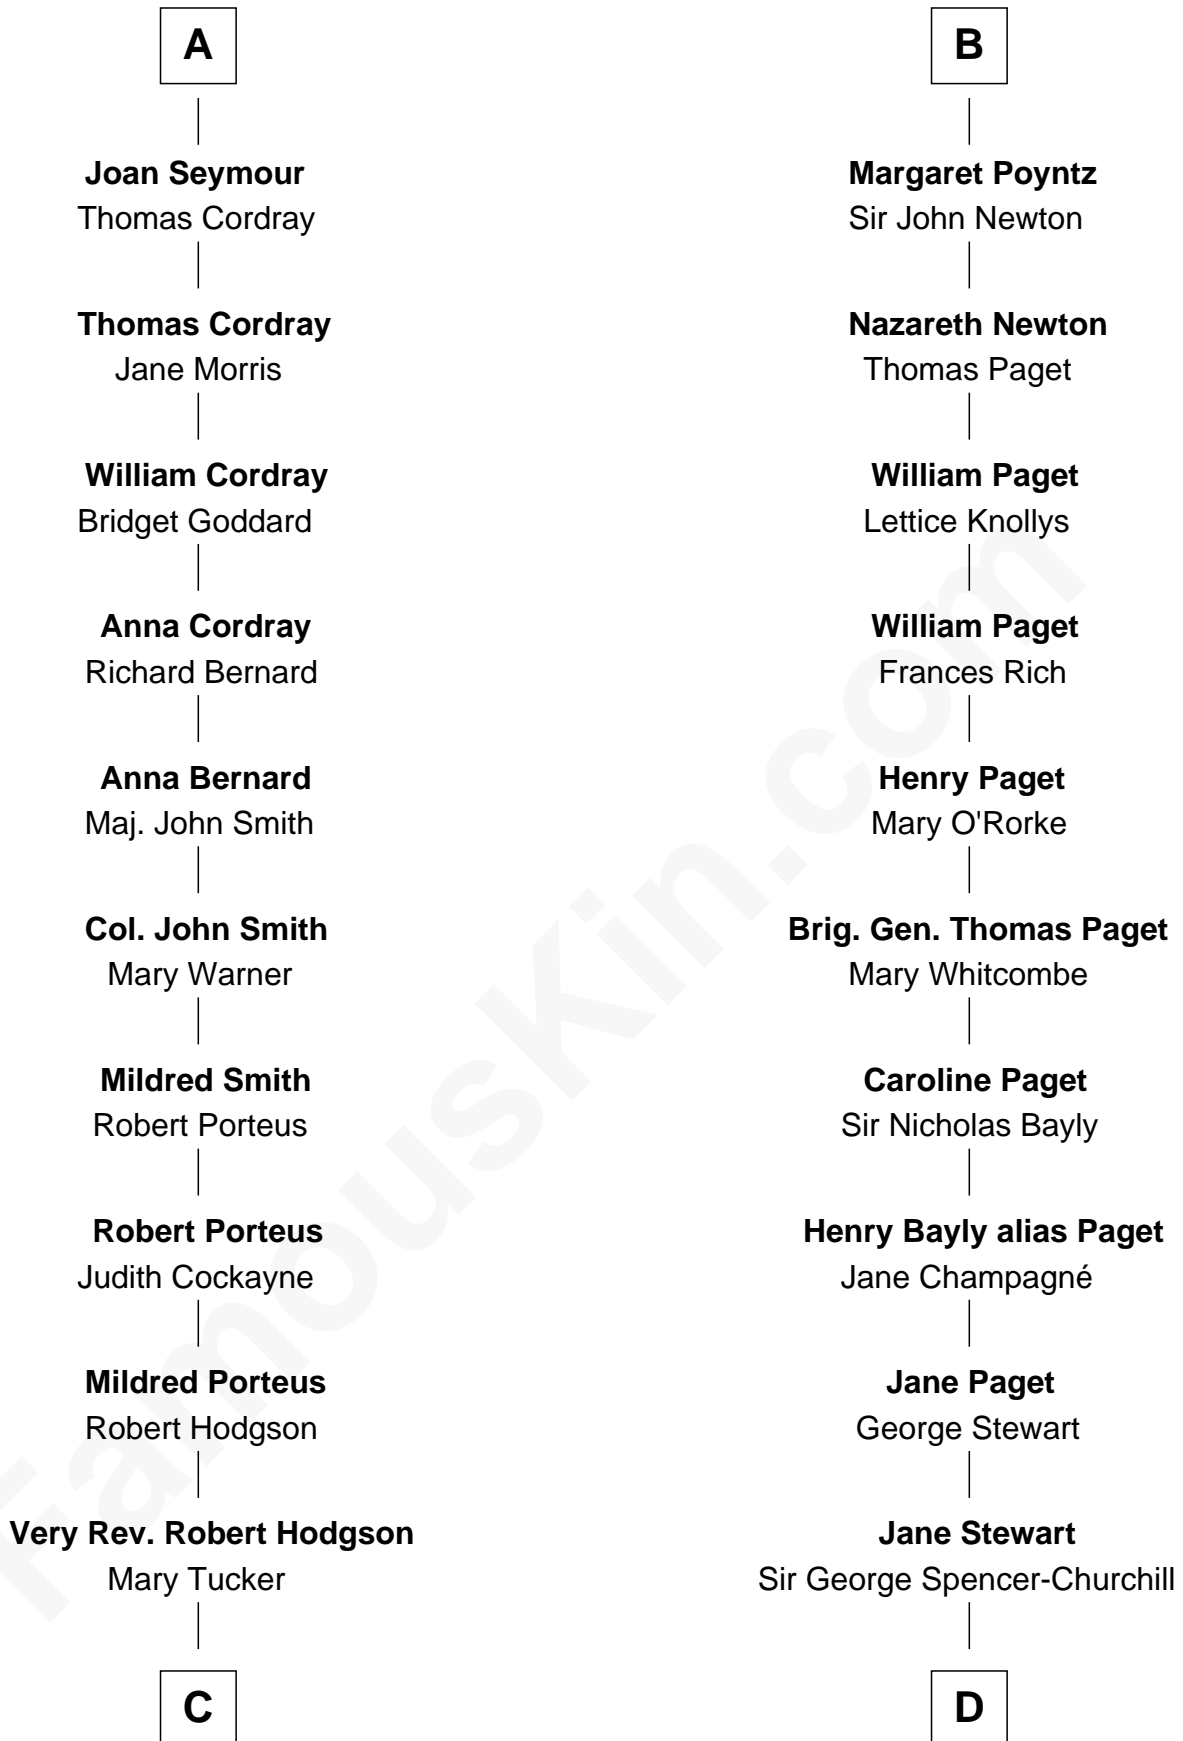 A
Joan Seymour
Thomas Cordray
Thomas Cordray
Jane Morris
William Cordray
Bridget Goddard
Anna Cordray
Richard Bernard
Anna Bernard
Maj. John Smith
Col. John Smith
Mary Warner
Mildred Smith
Robert Porteus
Robert Porteus
Judith Cockayne
Mildred Porteus
Robert Hodgson
Very Rev. Robert Hodgson
Mary Tucker
C
B
Margaret Poyntz
Sir John Newton
Nazareth Newton
Thomas Paget
William Paget
Lettice Knollys
William Paget
Frances Rich
Henry Paget
Mary O'Rorke
Brig. Gen. Thomas Paget
Mary Whitcombe
Caroline Paget
Sir Nicholas Bayly
Henry Bayly alias Paget
Jane Champagné
Jane Paget
George Stewart
Jane Stewart
Sir George Spencer-Churchill
D
FamousKin.com